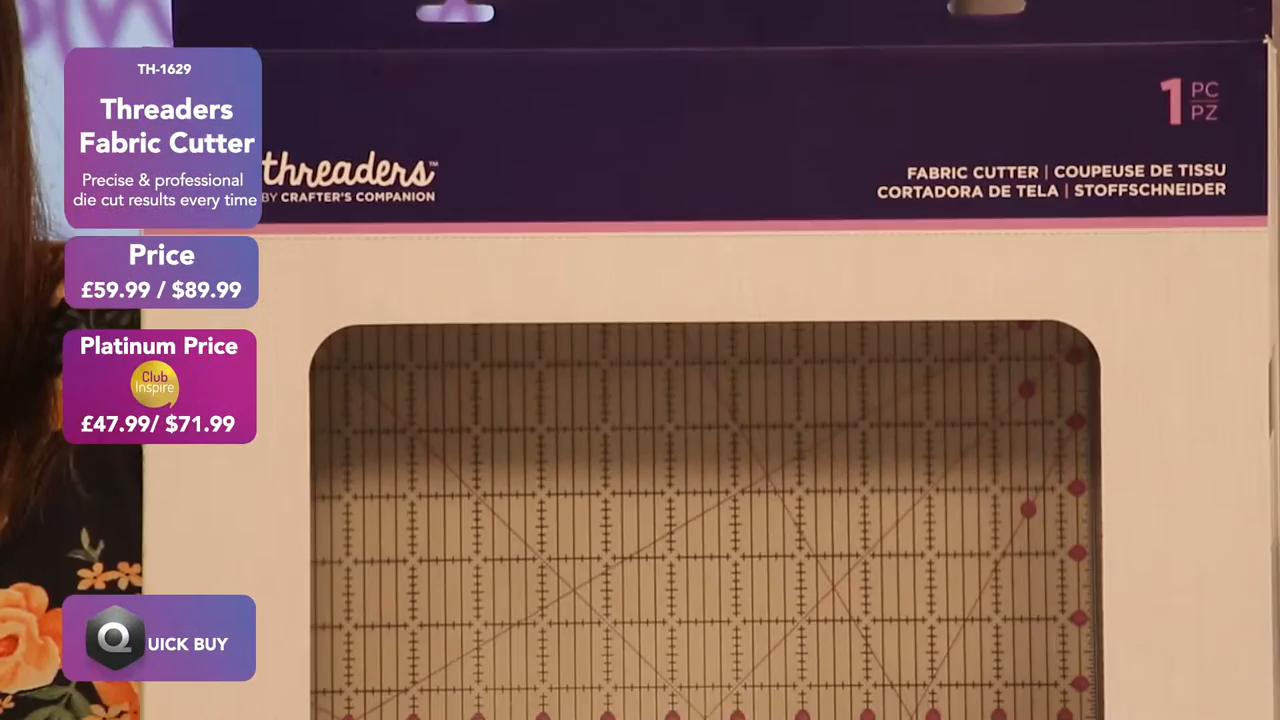 TH-1629
Threaders
Fabric Cutter
Precise & professional
die cut results every time
Price
£59.99 / $89.99
Platinum Price
Club
Inspire
£47.99/ $71.99
QUICK BUY
threaders™
BY CRAFTER'S COMPANION
1 PC
PZ
FABRIC CUTTER | COUPEUSE DE TISSU
CORTADORA DE TELA | STOFFSCHNEIDER